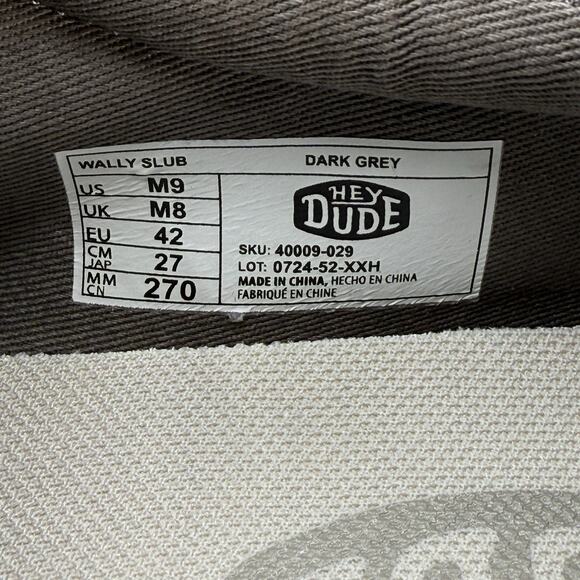 WALLY SLUB DARK GREY
US M9
UK M8
EU 42
CM JAP 27
MM CN 270
HEY
DUDE
SKU: 40009-029
LOT: 0724-52-XXH
MADE IN CHINA, HECHO EN CHINA
FABRIQUÉ EN CHINE